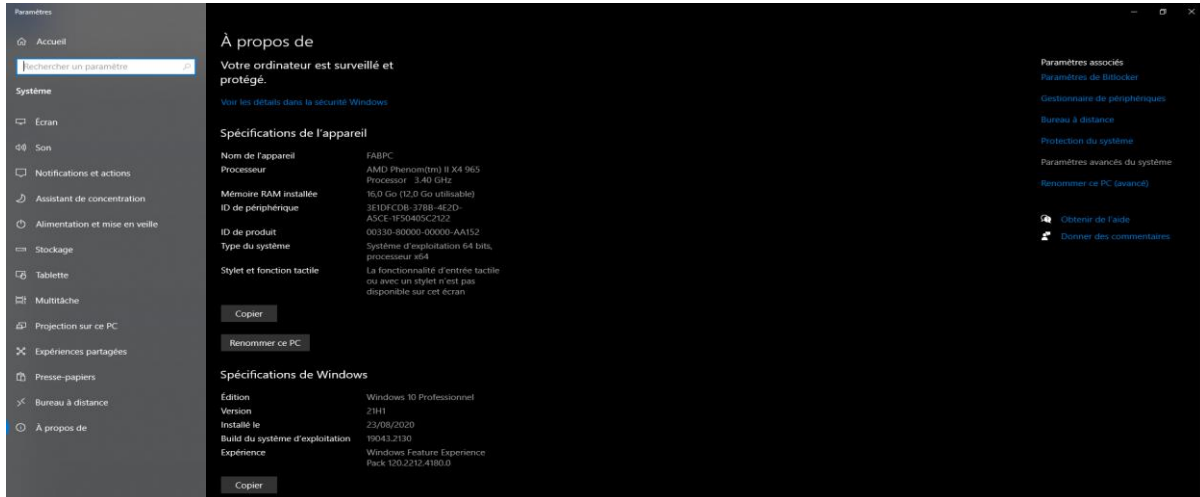 Paramètres
Accueil
Rechercher un paramètre
Système
Écran
Son
Notifications et actions
Assistant de concentration
Alimentation et mise en veille
Stockage
Tablette
Multitâche
Projection sur ce PC
Expériences partagées
Presse-papiers
Bureau à distance
À propos de
À propos de
Votre ordinateur est surveillé et
protégé.
Voir les détails dans la sécurité Windows
Spécifications de l'appareil
Nom de l'appareil FABPC
Processeur AMD Phenom(tm) II X4 965
Processor 3.40 GHz
Mémoire RAM installée 16,0 Go (12,0 Go utilisable)
ID de périphérique 3E1DFCDB-378B-4E2D-
A5CE-1F50405C2122
ID de produit 00330-80000-00000-AA152
Type du système Système d'exploitation 64 bits,
processeur x64
Stylet et fonction tactile La fonctionnalité d'entrée tactile
ou avec un stylet n'est pas
disponible sur cet écran
Copier
Renommer ce PC
Spécifications de Windows
Édition Windows 10 Professionnel
Version 21H1
Installé le 23/08/2020
Build du système d'exploitation 19043.2130
Expérience Windows Feature Experience
Pack 120.2212.4180.0
Copier
Paramètres associés
Paramètres de Bitlocker
Gestionnaire de périphériques
Bureau à distance
Protection du système
Paramètres avancés du système
Renommer ce PC (avancé)
Obtenir de l'aide
Donner des commentaires